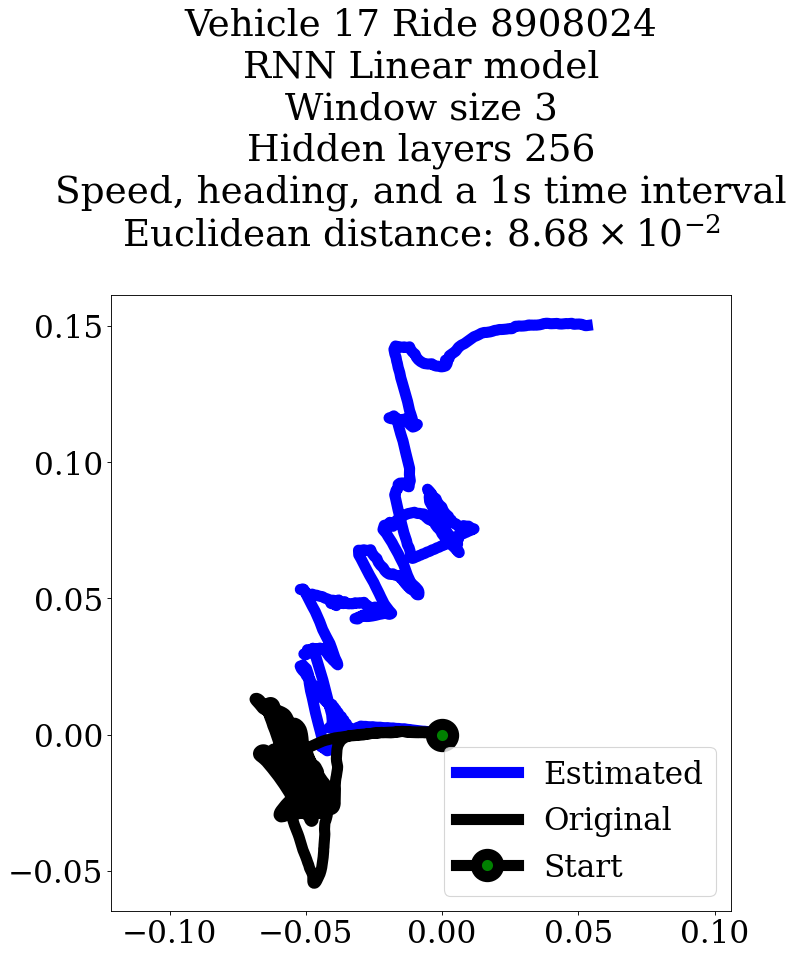 Vehicle 17 Ride 8908024
RNN Linear model
Window size 3
Hidden layers 256
Speed, heading, and a 1s time interval
Euclidean distance: 8.68 × 10⁻²
0.15
0.10
0.05
0.00
−0.05
Estimated
Original
Start
−0.10 −0.05 0.00 0.05 0.10